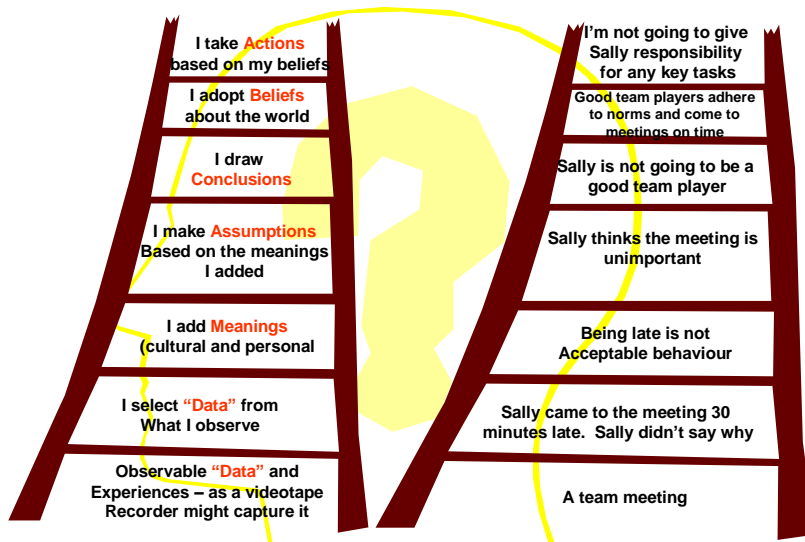 I take Actions
based on my beliefs
I adopt Beliefs
about the world
I draw
Conclusions
I make Assumptions
Based on the meanings
I added
I add Meanings
(cultural and personal
I select “Data” from
What I observe
Observable “Data” and
Experiences – as a videotape
Recorder might capture it
I’m not going to give
Sally responsibility
for any key tasks
Good team players adhere
to norms and come to
meetings on time
Sally is not going to be a
good team player
Sally thinks the meeting is
unimportant
Being late is not
Acceptable behaviour
Sally came to the meeting 30
minutes late.  Sally didn’t say why
A team meeting